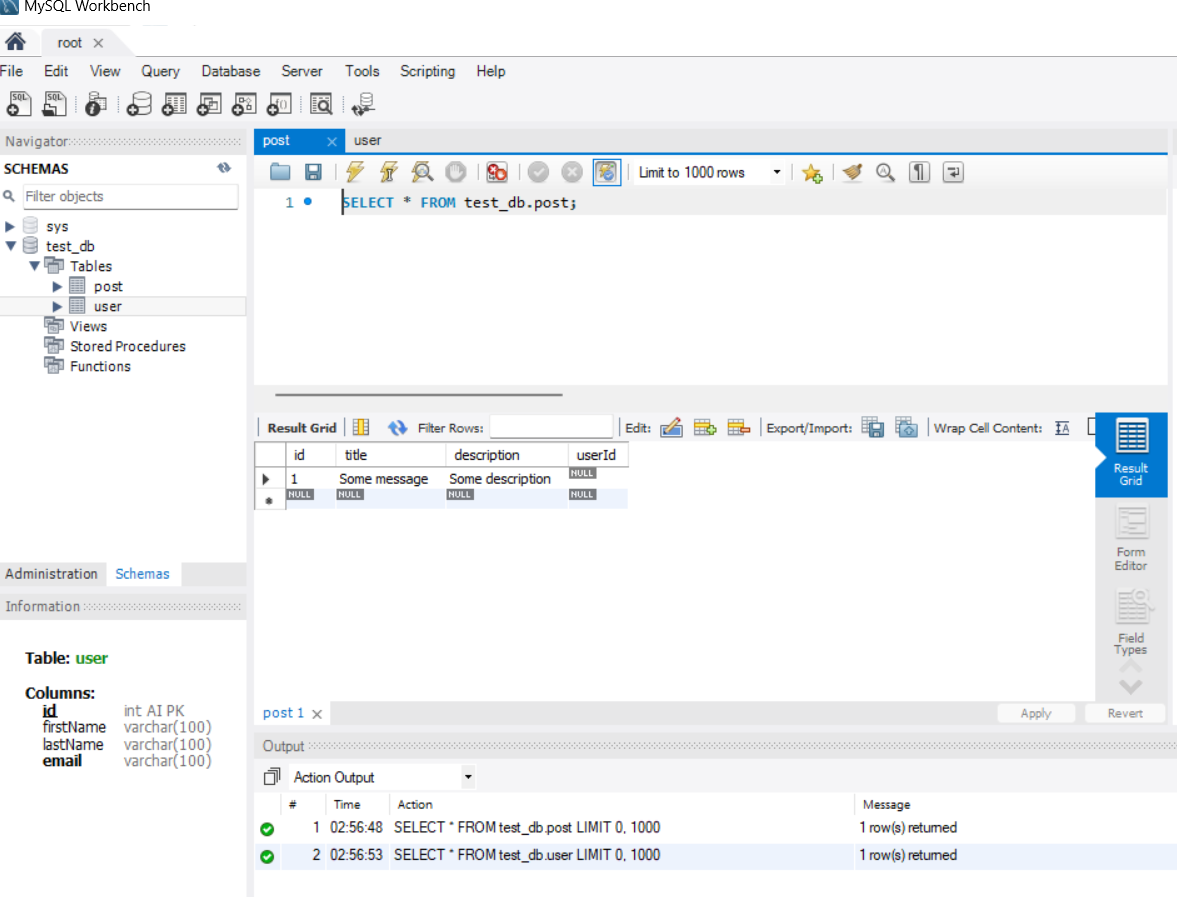 MySQL Workbench
root
File Edit View Query Database Server Tools Scripting Help
SQL SQL
Navigator
SCHEMAS
Filter objects
sys
test_db
Tables
post
user
Views
Stored Procedures
Functions
Administration Schemas
Information
Table: user
Columns:
id int AI PK
firstName varchar(100)
lastName varchar(100)
email varchar(100)
post user
Limit to 1000 rows
1 SELECT * FROM test_db.post;
Result Grid Filter Rows: Edit: Export/Import: Wrap Cell Content:
id title description userId
1 Some message Some description NULL
NULL NULL NULL NULL
Result Grid
Form Editor
Field Types
post 1 Apply Revert
Output
Action Output
# Time Action Message
1 02:56:48 SELECT * FROM test_db.post LIMIT 0, 1000 1 row(s) returned
2 02:56:53 SELECT * FROM test_db.user LIMIT 0, 1000 1 row(s) returned